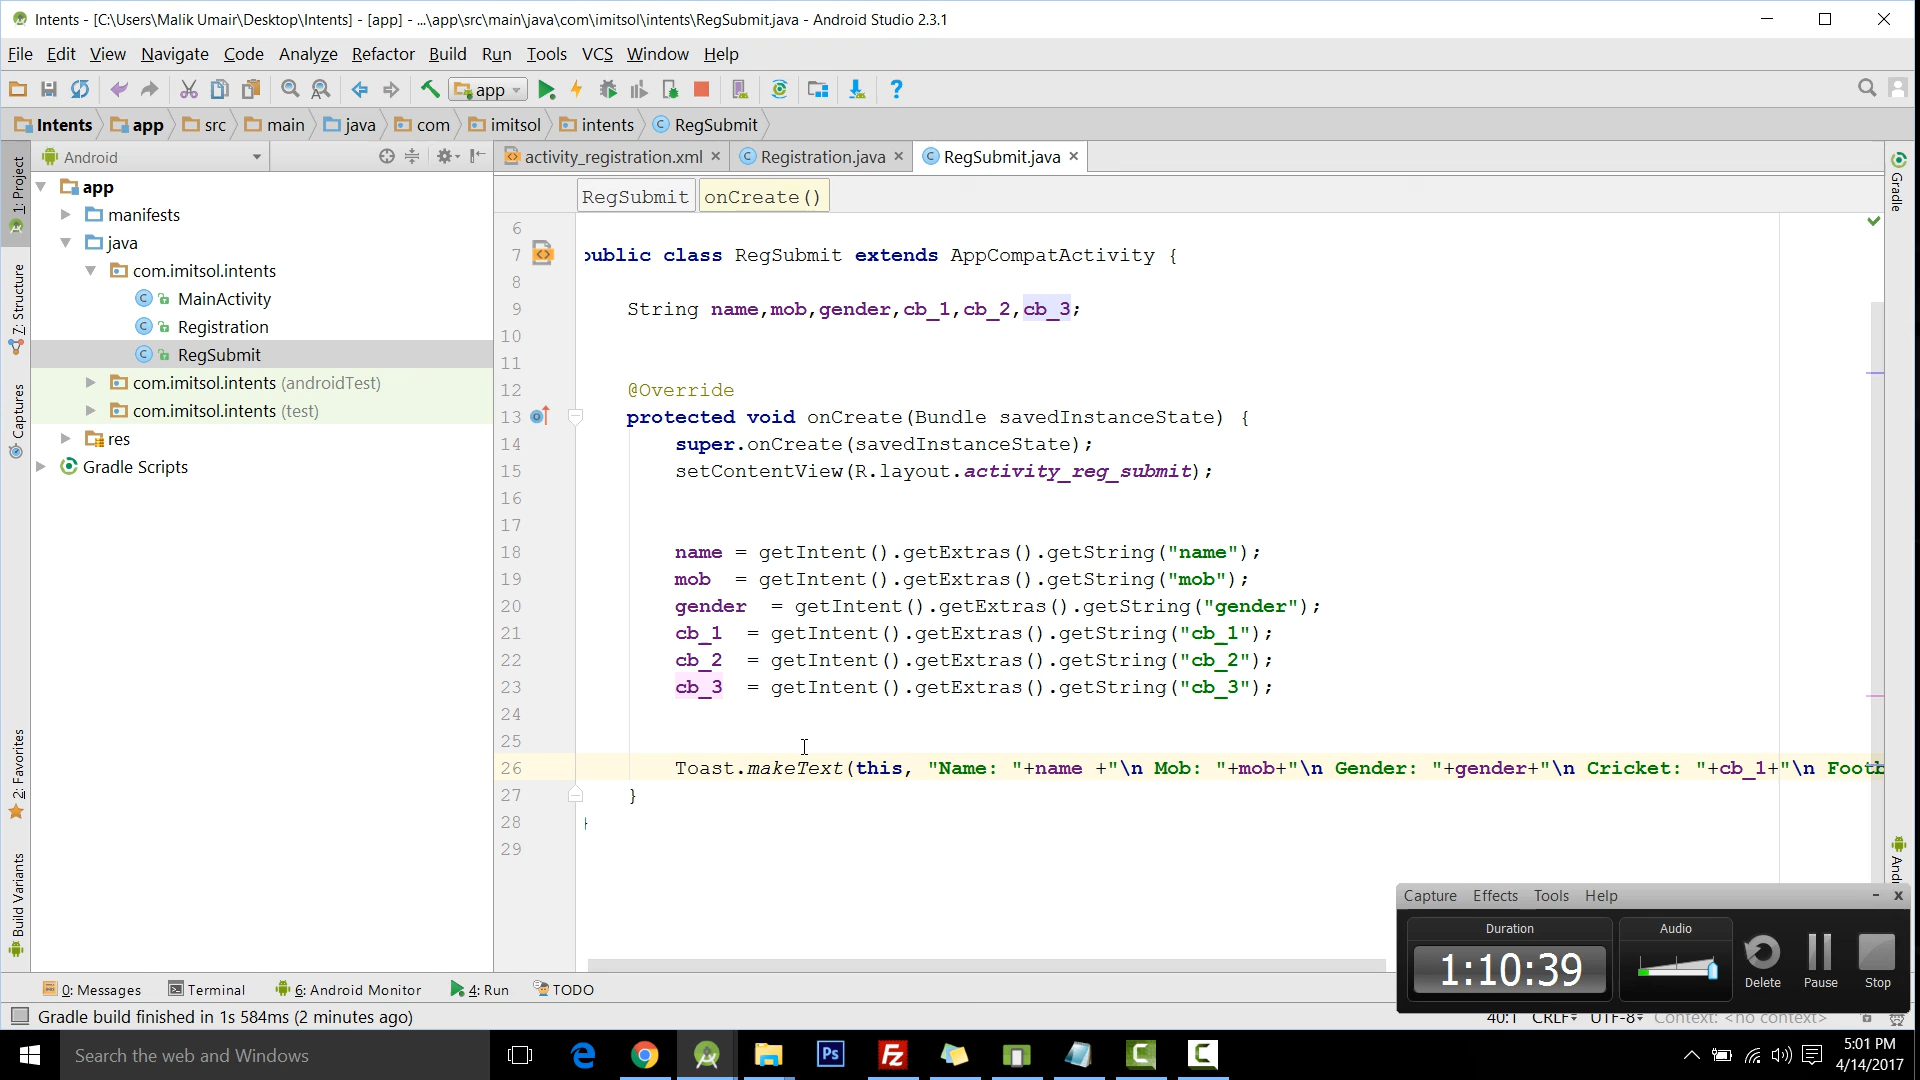 Intents - [C:\Users\Malik Umair\Desktop\Intents] - [app] - ...\app\src\main\java\com\imitsol\intents\RegSubmit.java - Android Studio 2.3.1
File Edit View Navigate Code Analyze Refactor Build Run Tools VCS Window Help
app
Intents app src main java com imitsol intents RegSubmit
Android
activity_registration.xml Registration.java RegSubmit.java
RegSubmit onCreate()
1: Project
Z: Structure
Captures
2: Favorites
Build Variants
app
manifests
java
com.imitsol.intents
MainActivity
Registration
RegSubmit
com.imitsol.intents (androidTest)
com.imitsol.intents (test)
res
Gradle Scripts
6
7 public class RegSubmit extends AppCompatActivity {
8
9 String name,mob,gender,cb_1,cb_2,cb_3;
10
11
12 @Override
13 protected void onCreate(Bundle savedInstanceState) {
14 super.onCreate(savedInstanceState);
15 setContentView(R.layout.activity_reg_submit);
16
17
18 name = getIntent().getExtras().getString("name");
19 mob = getIntent().getExtras().getString("mob");
20 gender = getIntent().getExtras().getString("gender");
21 cb_1 = getIntent().getExtras().getString("cb_1");
22 cb_2 = getIntent().getExtras().getString("cb_2");
23 cb_3 = getIntent().getExtras().getString("cb_3");
24
25
26 Toast.makeText(this, "Name: "+name +"\n Mob: "+mob+"\n Gender: "+gender+"\n Cricket: "+cb_1+"\n Footb
27 }
28 }
29
Gradle
Andr
Capture Effects Tools Help
Duration
Audio
1:10:39
Delete Pause Stop
0: Messages Terminal 6: Android Monitor 4: Run TODO
Gradle build finished in 1s 584ms (2 minutes ago)
40:1 CRLF UTF-8 Context: <no context>
Search the web and Windows
Ps
5:01 PM
4/14/2017